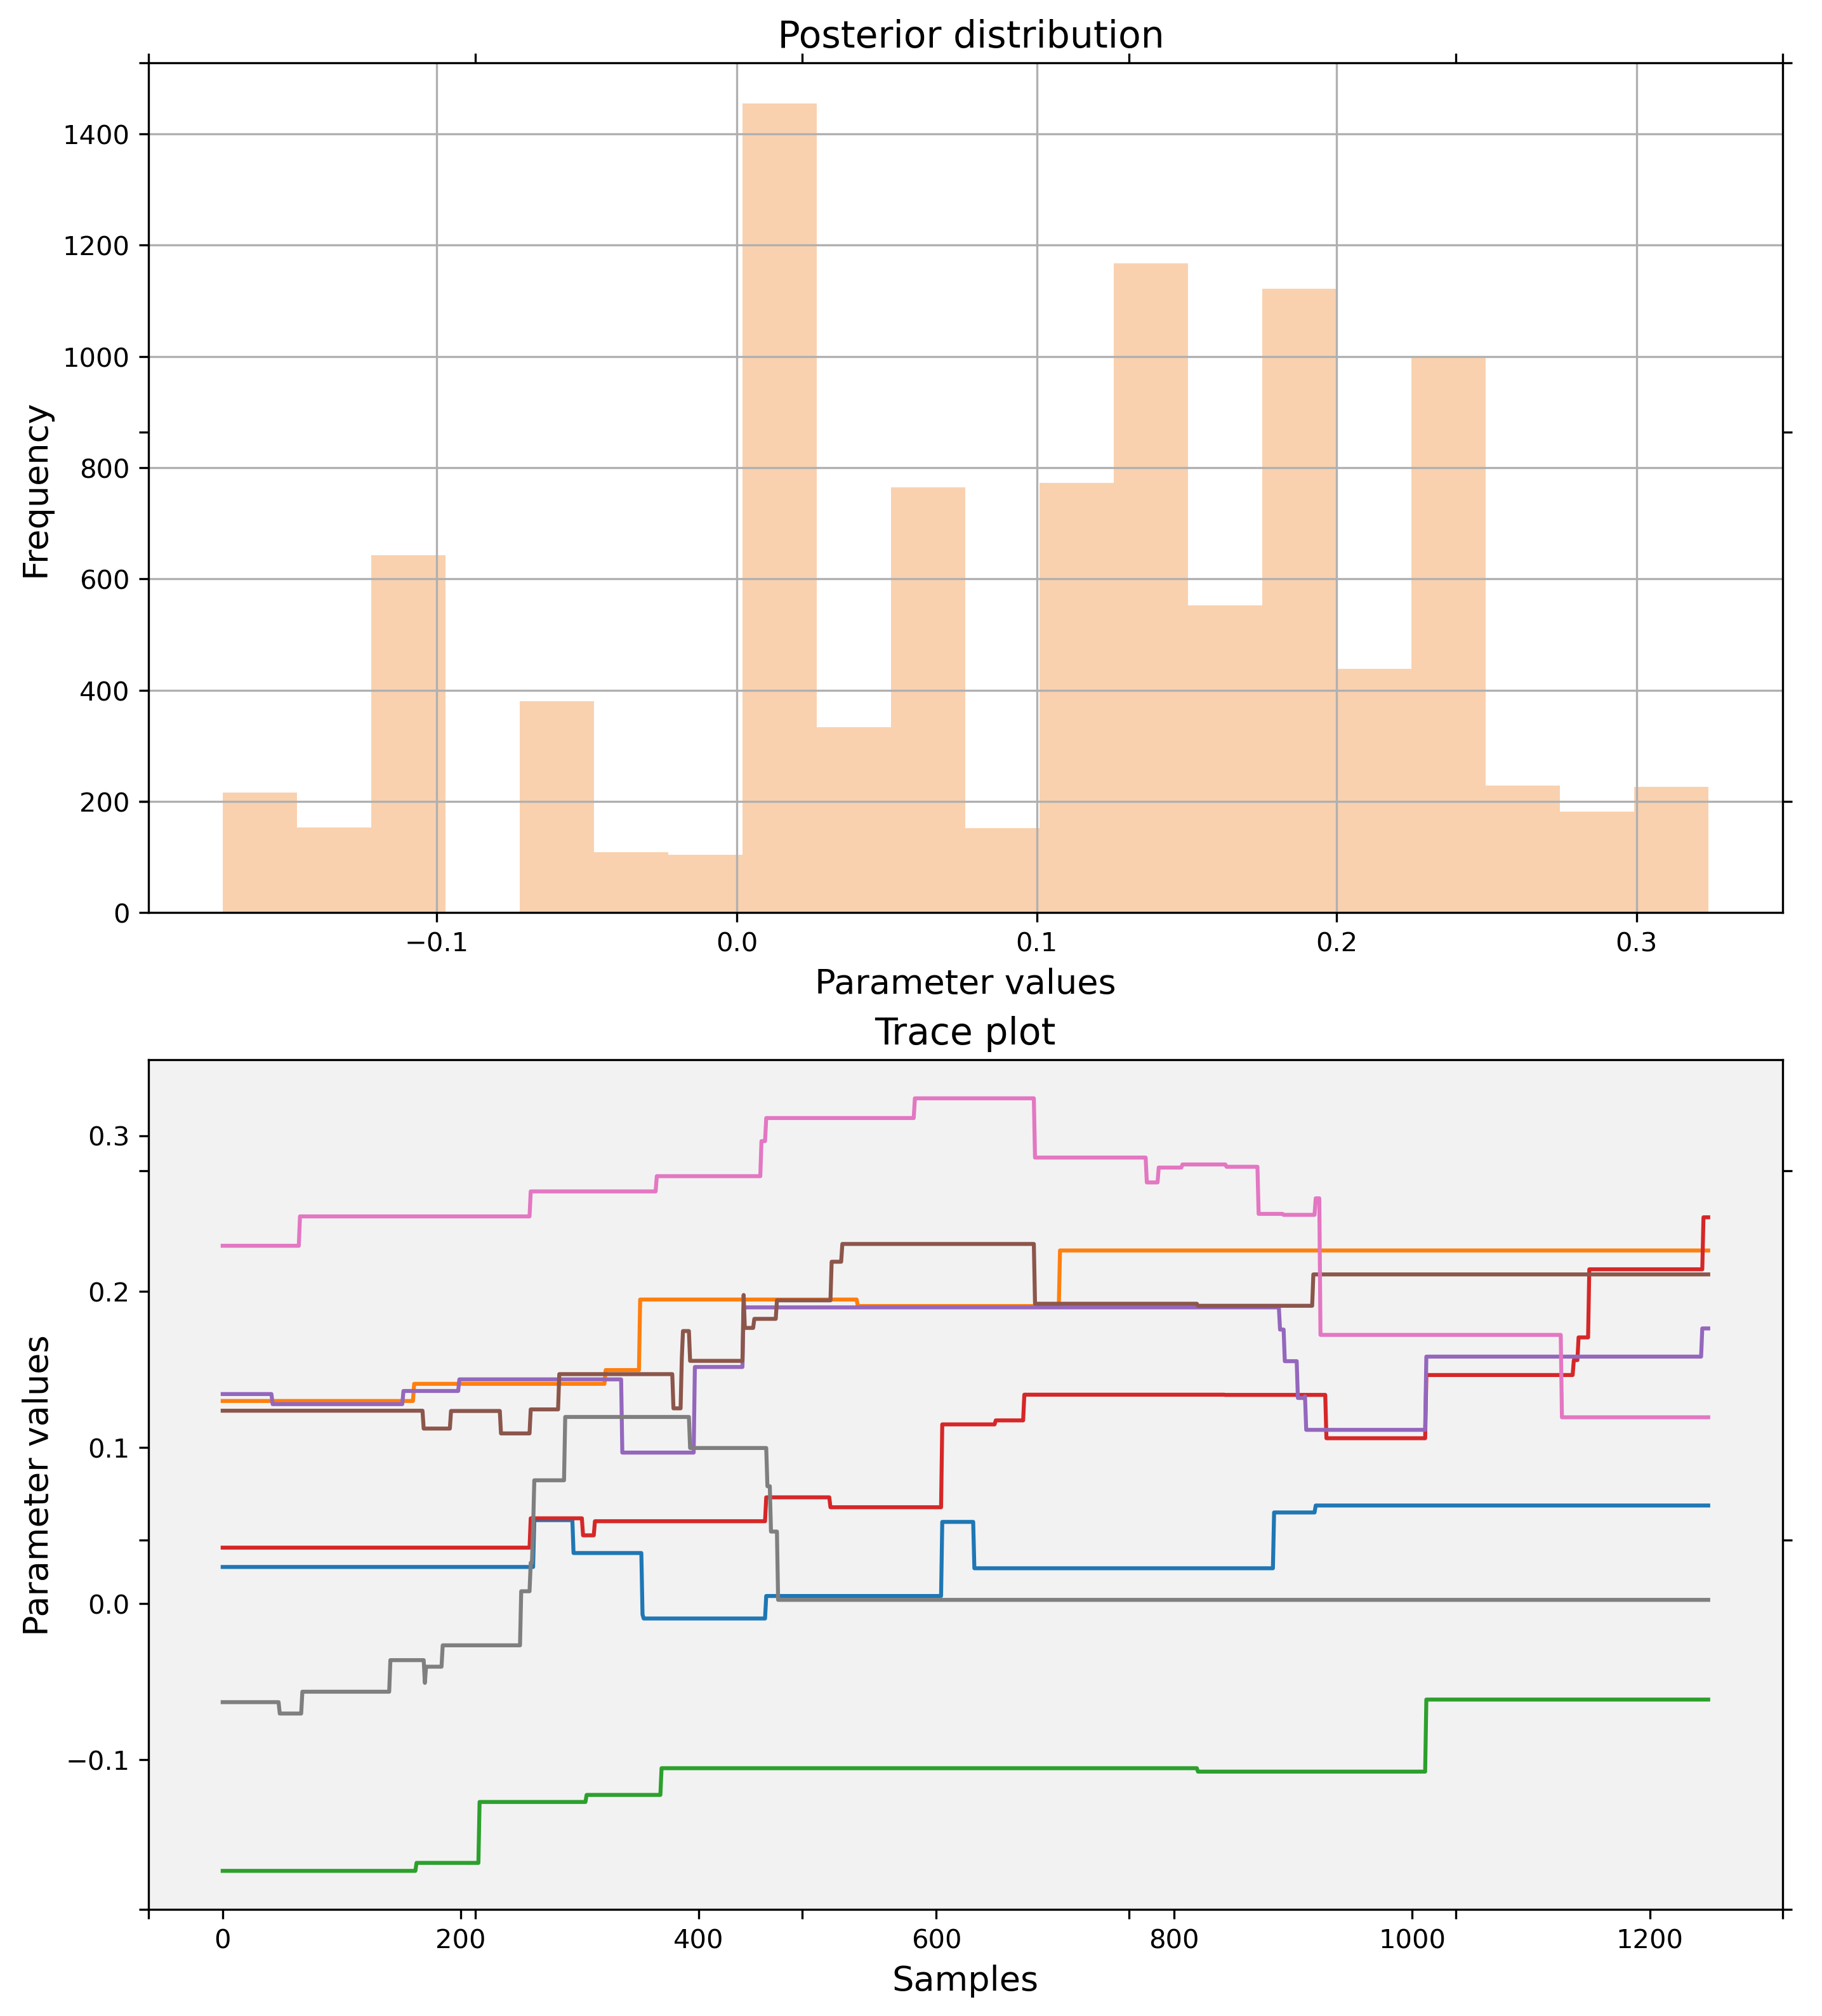 Posterior distribution
1400
1200
1000
800
600
400
200
0
Frequency
−0.1 0.0 0.1 0.2 0.3
Parameter values
Trace plot
0.3
0.2
0.1
0.0
−0.1
Parameter values
0 200 400 600 800 1000 1200
Samples